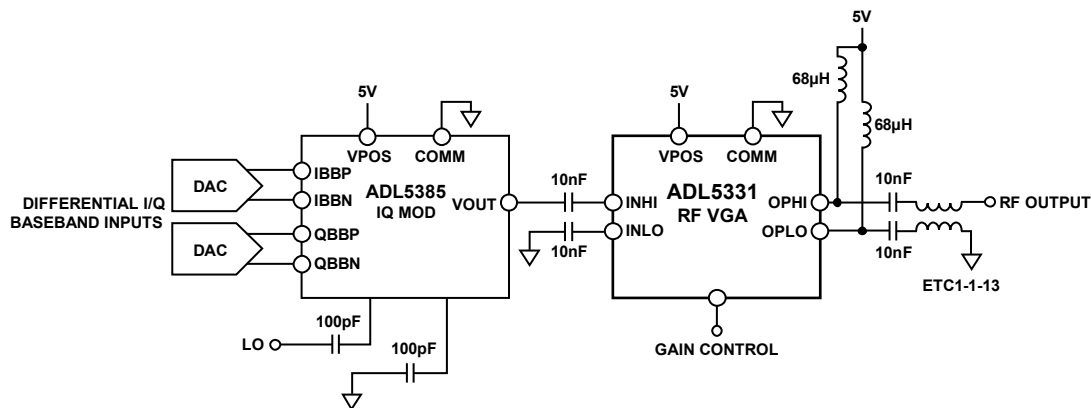 5V
68µH
68µH
5V
VPOS
COMM
5V
VPOS
COMM
DIFFERENTIAL I/Q
BASEBAND INPUTS
DAC
DAC
IBBP
IBBN
QBBP
QBBN
ADL5385
IQ MOD
VOUT
10nF
10nF
INHI
INLO
ADL5331
RF VGA
OPHI
OPLO
10nF
10nF
RF OUTPUT
ETC1-1-13
LO
100pF
100pF
GAIN CONTROL